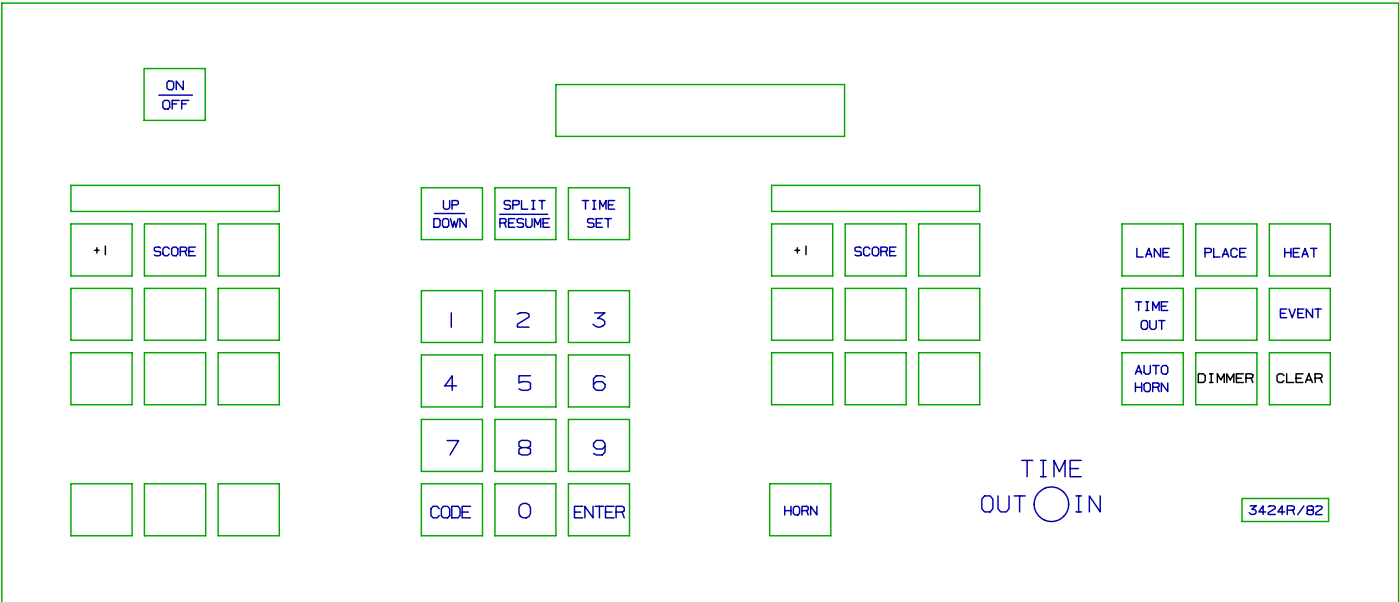 ON
OFF
UP
DOWN
SPLIT
RESUME
TIME
SET
+1
SCORE
+1
SCORE
LANE
PLACE
HEAT
1
2
3
TIME
OUT
EVENT
4
5
6
AUTO
HORN
DIMMER
CLEAR
7
8
9
TIME
OUT
IN
CODE
0
ENTER
HORN
3424R/82